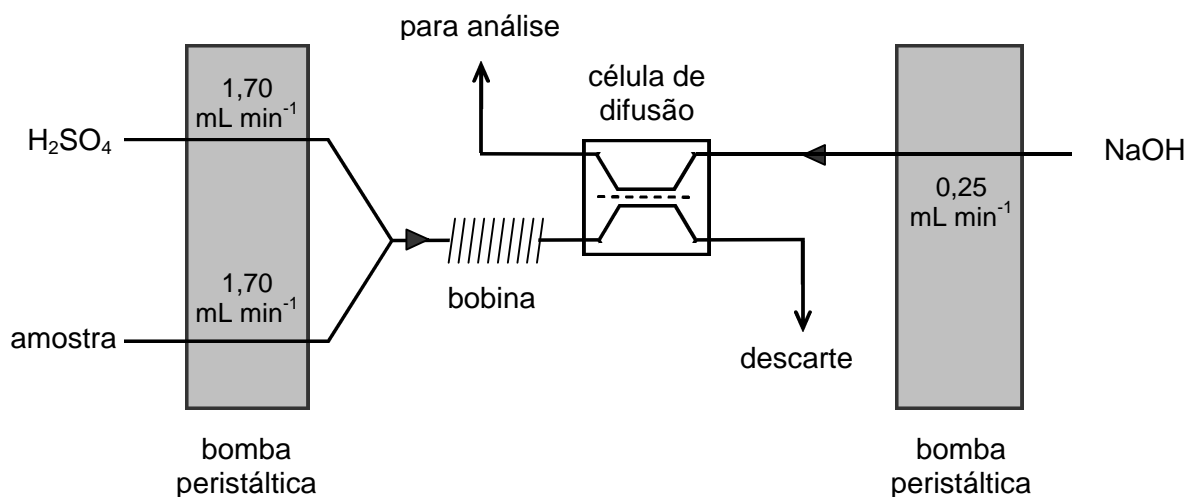 para análise
célula de
difusão
1,70
mL min⁻¹
H₂SO₄
NaOH
0,25
mL min⁻¹
bobina
1,70
mL min⁻¹
amostra
descarte
bomba
peristáltica
bomba
peristáltica